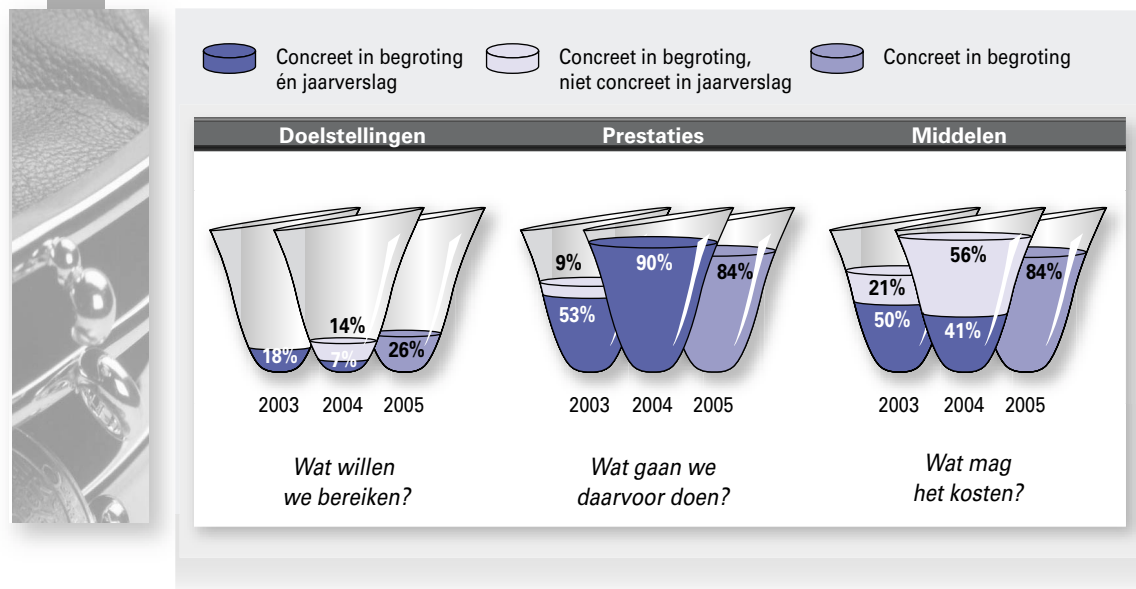 Concreet in begroting
én jaarverslag
Concreet in begroting,
niet concreet in jaarverslag
Concreet in begroting
Doelstellingen
Prestaties
Middelen
18%
14%
7%
26%
2003 2004 2005
Wat willen
we bereiken?
9%
53%
90%
84%
2003 2004 2005
Wat gaan we
daarvoor doen?
21%
50%
56%
41%
84%
2003 2004 2005
Wat mag
het kosten?